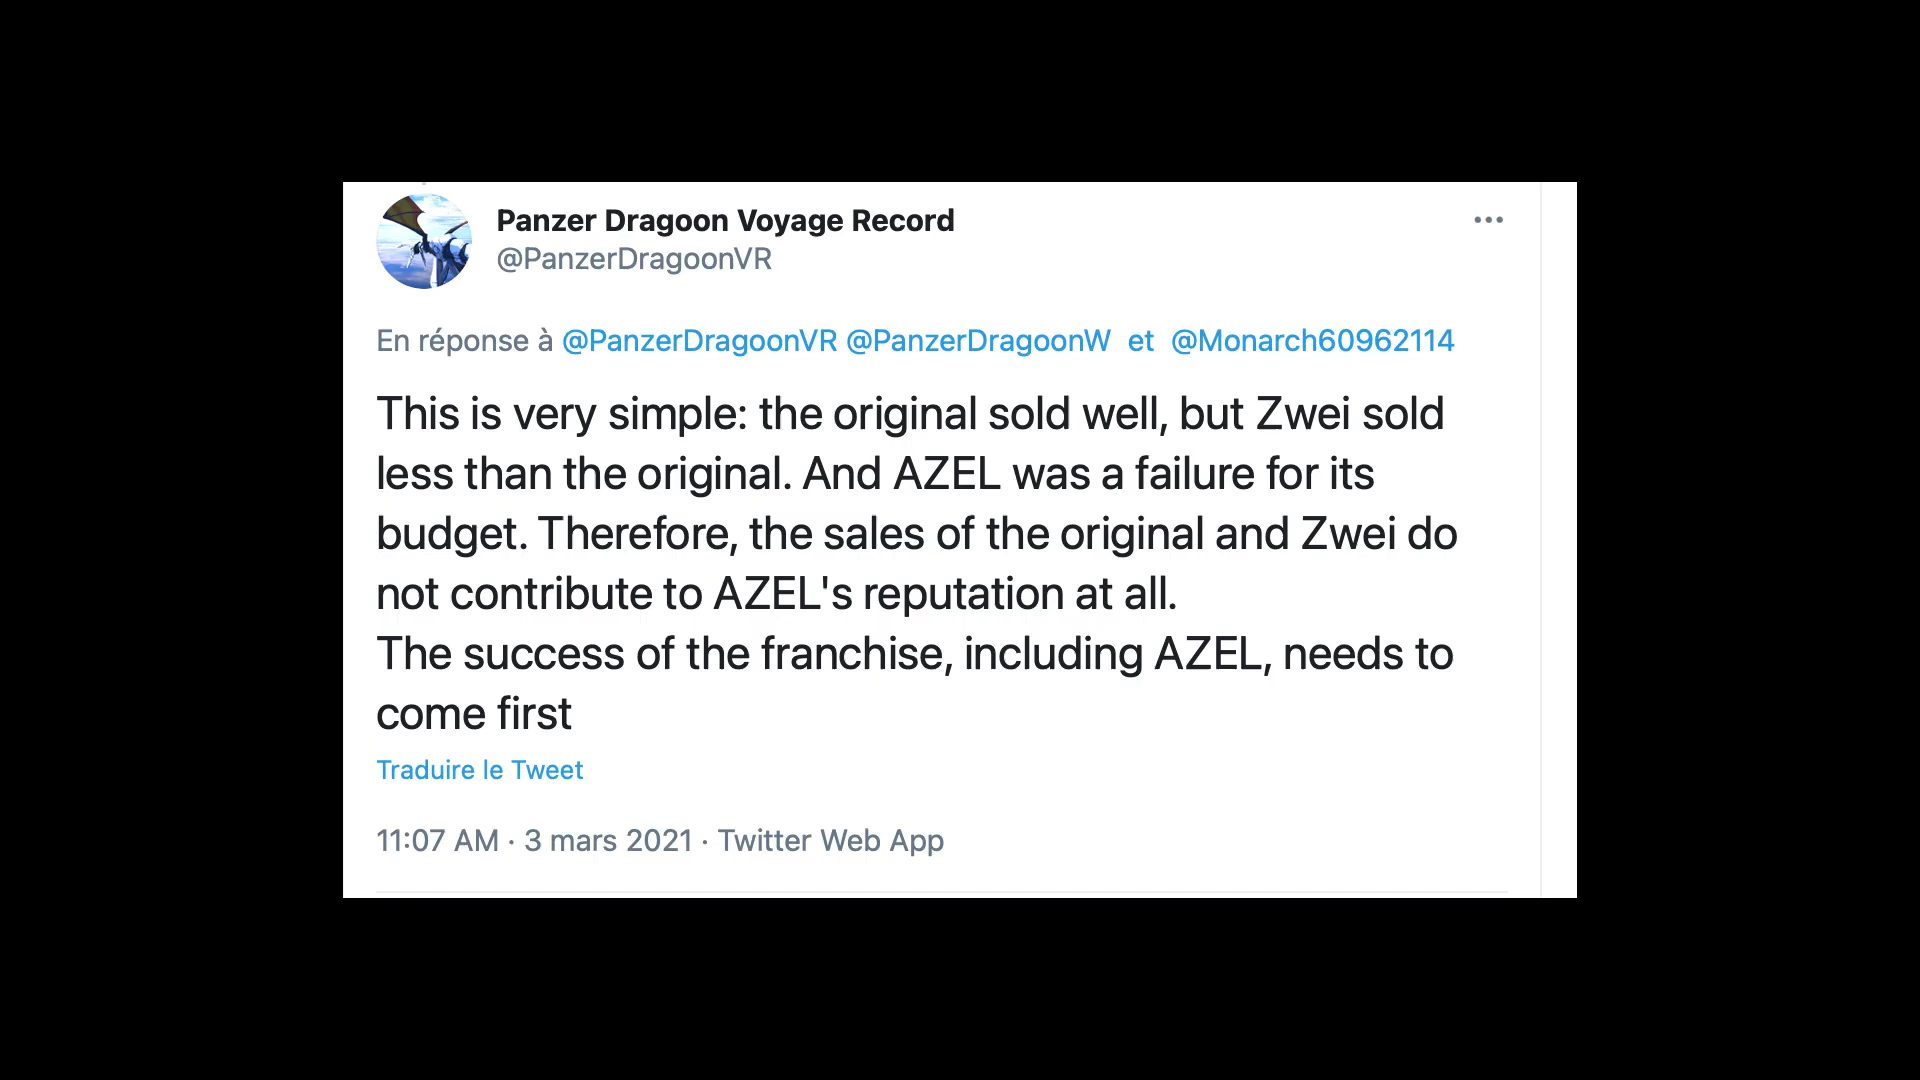 Panzer Dragoon Voyage Record
@PanzerDragoonVR
En réponse à @PanzerDragoonVR @PanzerDragoonW et @Monarch60962114
This is very simple: the original sold well, but Zwei sold
less than the original. And AZEL was a failure for its
budget. Therefore, the sales of the original and Zwei do
not contribute to AZEL's reputation at all.
The success of the franchise, including AZEL, needs to
come first
Traduire le Tweet
11:07 AM · 3 mars 2021 · Twitter Web App